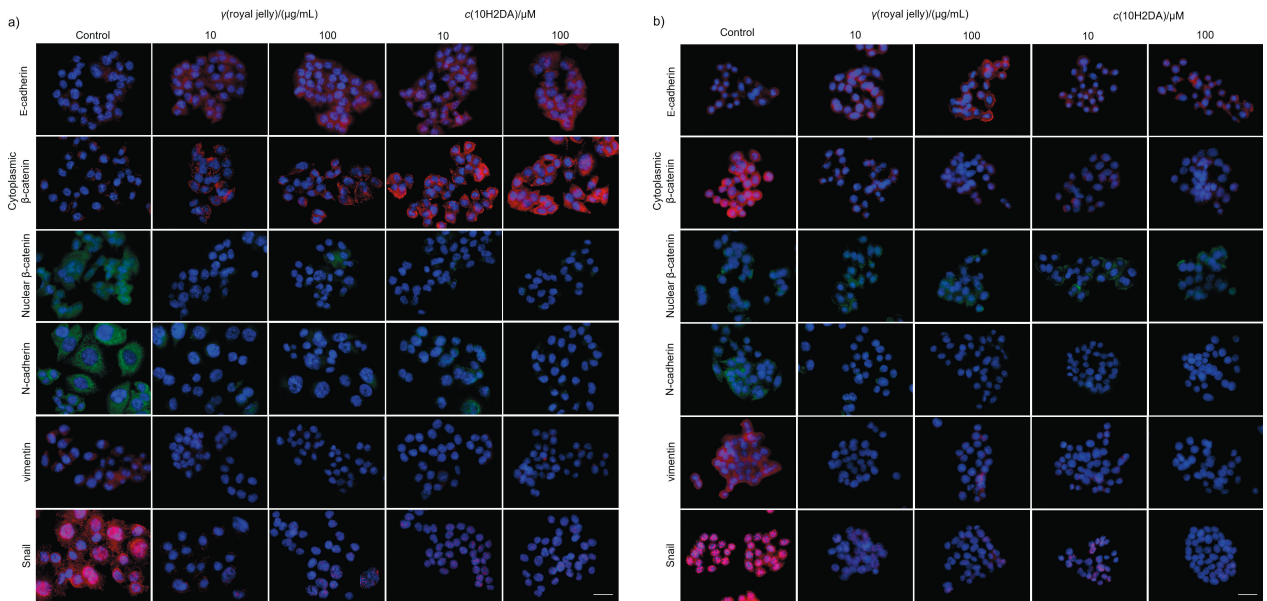 a)
γ(royal jelly)/(µg/mL)
c(10H2DA)/µM
Control
10
100
10
100
E-cadherin
Cytoplasmic
β-catenin
Nuclear β-catenin
N-cadherin
vimentin
Snail
b)
γ(royal jelly)/(µg/mL)
c(10H2DA)/µM
Control
10
100
10
100
E-cadherin
Cytoplasmic
β-catenin
Nuclear β-catenin
N-cadherin
vimentin
Snail